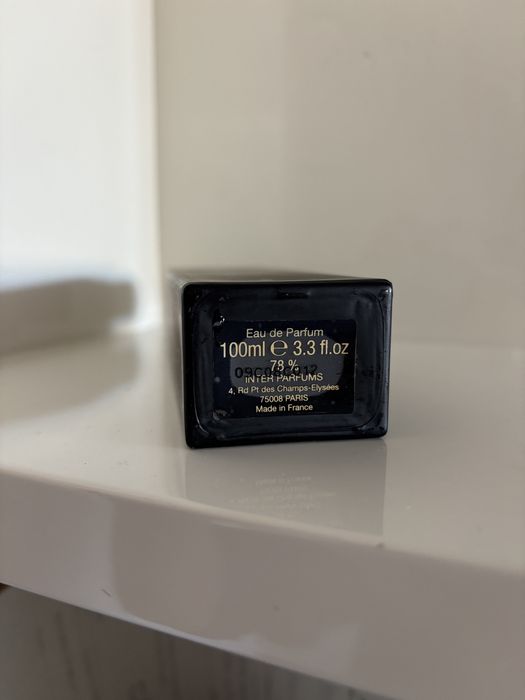 Eau de Parfum
100ml ℮ 3.3 fl.oz
78 %
INTER PARFUMS
4, Rd Pt des Champs-Elysées
75008 PARIS
Made in France